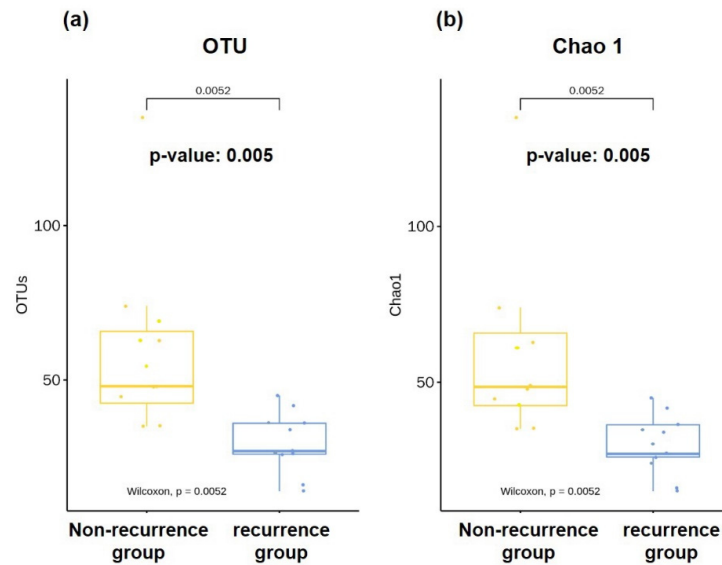 (a)
OTU
0.0052
p-value: 0.005
100
50
OTUs
Wilcoxon, p = 0.0052
Non-recurrence
group
recurrence
group
(b)
Chao 1
0.0052
p-value: 0.005
100
50
Chao1
Wilcoxon, p = 0.0052
Non-recurrence
group
recurrence
group